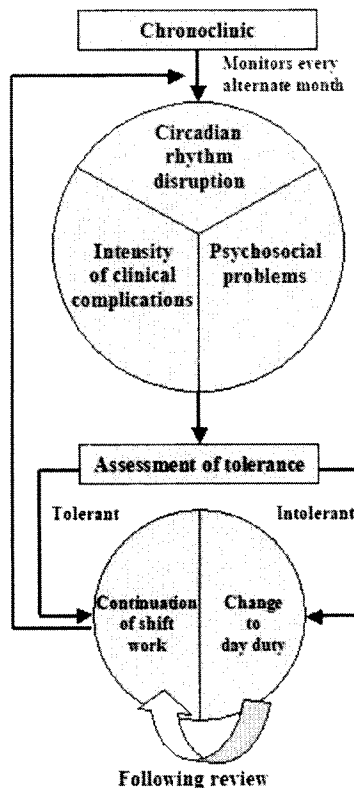 Chronoclinic
Monitors every
alternate month
Circadian
rhythm
disruption
Intensity
of clinical
complications
Psychosocial
problems
Assessment of tolerance
Tolerant
Intolerant
Continuation
of shift
work
Change
to
day duty
Following review